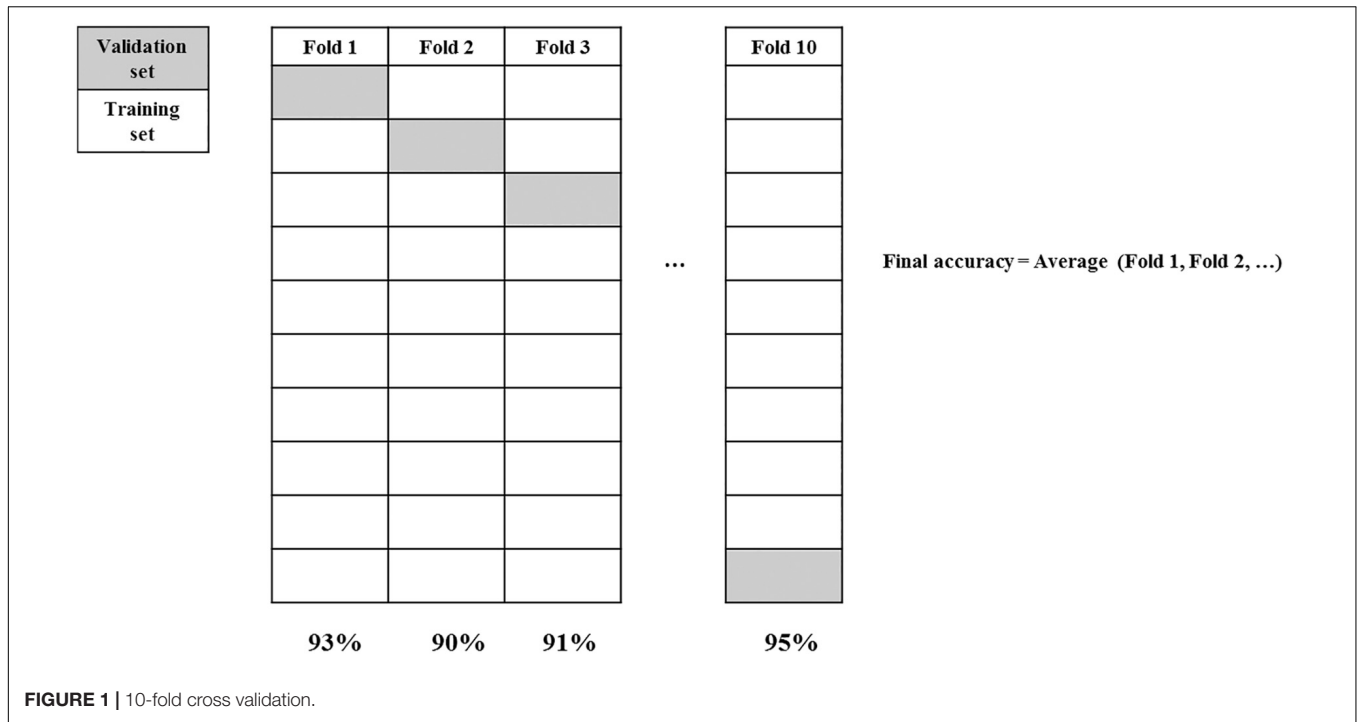 Validation
set
Training
set
Fold 1 Fold 2 Fold 3 Fold 10
... Final accuracy = Average (Fold 1, Fold 2, ...)
93% 90% 91% 95%
FIGURE 1 | 10-fold cross validation.